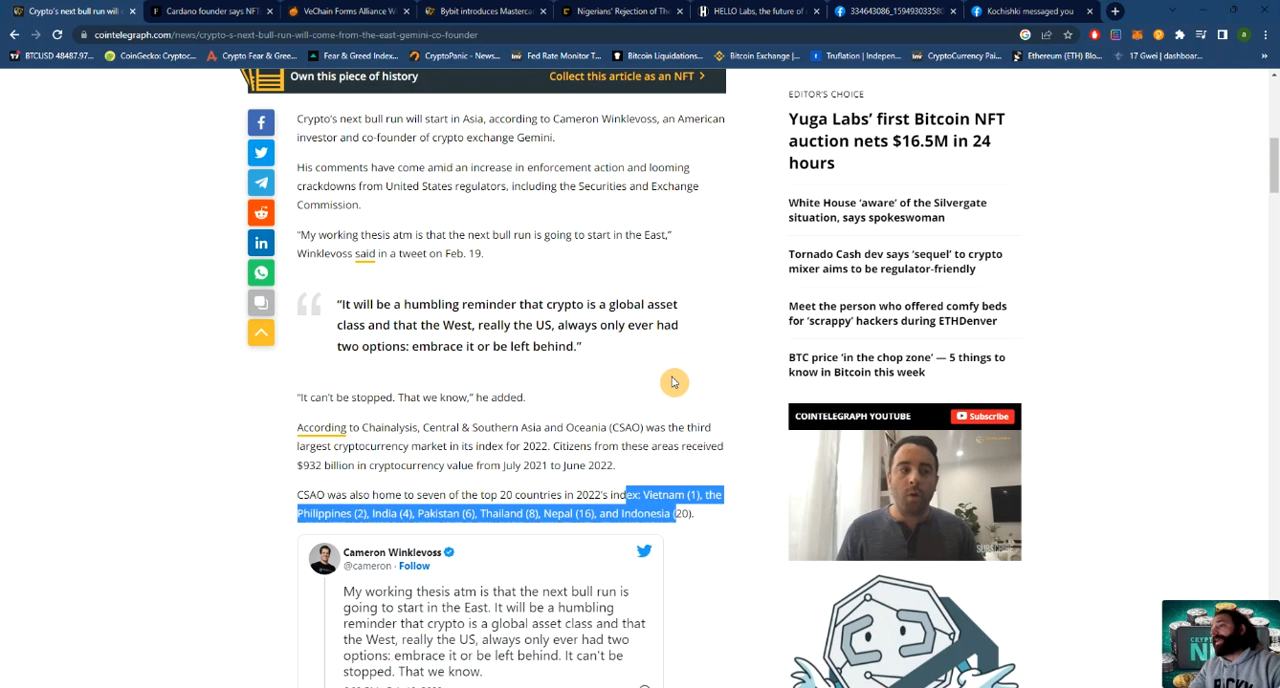 Crypto's next bull run will c
Cardano founder says NFT
VeChain Forms Alliance W
Bybit introduces Masterca
Nigerians' Rejection of The
HELLO Labs, the future of
334643086_159493033580
Kochishki messaged you
cointelegraph.com/news/crypto-s-next-bull-run-will-come-from-the-east-gemini-co-founder
BTCUSD 48487.97...
CoinGecko: Cryptoc...
Crypto Fear & Gree...
Fear & Greed Index...
CryptoPanic - News...
Fed Rate Monitor T...
Bitcoin Liquidations...
Bitcoin Exchange |...
Truflation | Indepen...
CryptoCurrency Pai...
Ethereum (ETH) Blo...
17 Gwei | dashboar...
Own this piece of history
Collect this article as an NFT
Crypto's next bull run will start in Asia, according to Cameron Winklevoss, an American
investor and co-founder of crypto exchange Gemini.
His comments have come amid an increase in enforcement action and looming
crackdowns from United States regulators, including the Securities and Exchange
Commission.
"My working thesis atm is that the next bull run is going to start in the East,"
Winklevoss said in a tweet on Feb. 19.
"It will be a humbling reminder that crypto is a global asset
class and that the West, really the US, always only ever had
two options: embrace it or be left behind."
"It can't be stopped. That we know," he added.
According to Chainalysis, Central & Southern Asia and Oceania (CSAO) was the third
largest cryptocurrency market in its index for 2022. Citizens from these areas received
$932 billion in cryptocurrency value from July 2021 to June 2022.
CSAO was also home to seven of the top 20 countries in 2022's index: Vietnam (1), the
Philippines (2), India (4), Pakistan (6), Thailand (8), Nepal (16), and Indonesia (20).
Cameron Winklevoss
@cameron · Follow
My working thesis atm is that the next bull run is
going to start in the East. It will be a humbling
reminder that crypto is a global asset class and that
the West, really the US, always only ever had two
options: embrace it or be left behind. It can't be
stopped. That we know.
EDITOR'S CHOICE
Yuga Labs' first Bitcoin NFT
auction nets $16.5M in 24
hours
White House 'aware' of the Silvergate
situation, says spokeswoman
Tornado Cash dev says 'sequel' to crypto
mixer aims to be regulator-friendly
Meet the person who offered comfy beds
for 'scrappy' hackers during ETHDenver
BTC price 'in the chop zone' — 5 things to
know in Bitcoin this week
COINTELEGRAPH YOUTUBE
Subscribe
SUBSCRIBE